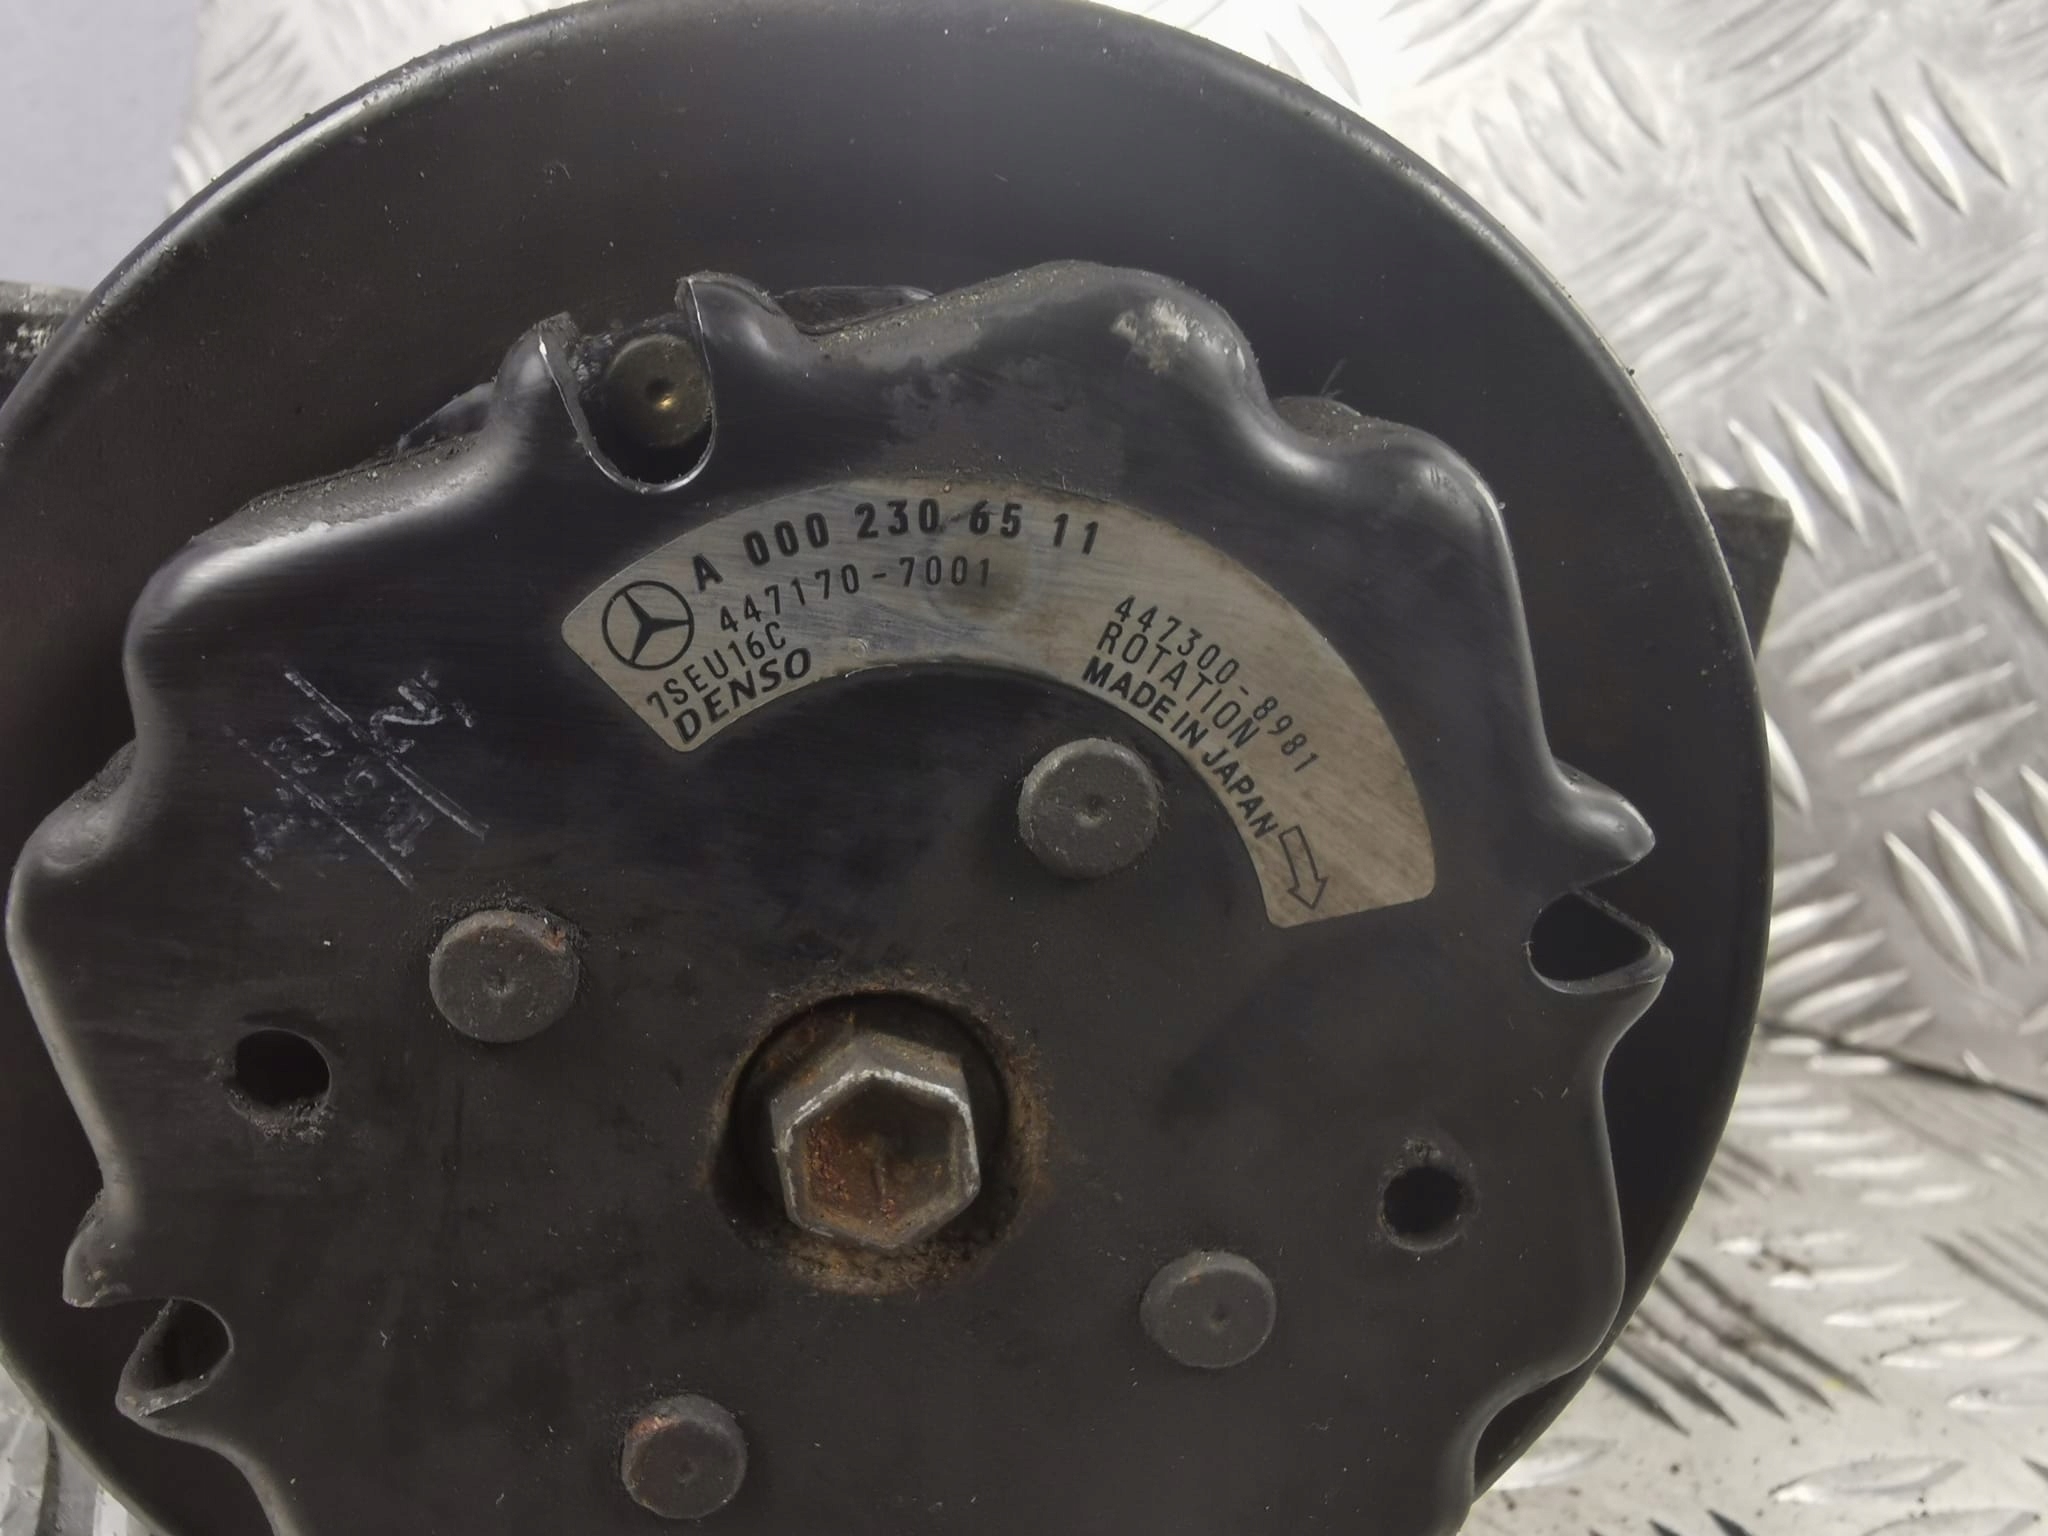 A 000 230 65 11
447170-7001
7SEU16C
DENSO
447300-8981
ROTATION
MADE IN JAPAN